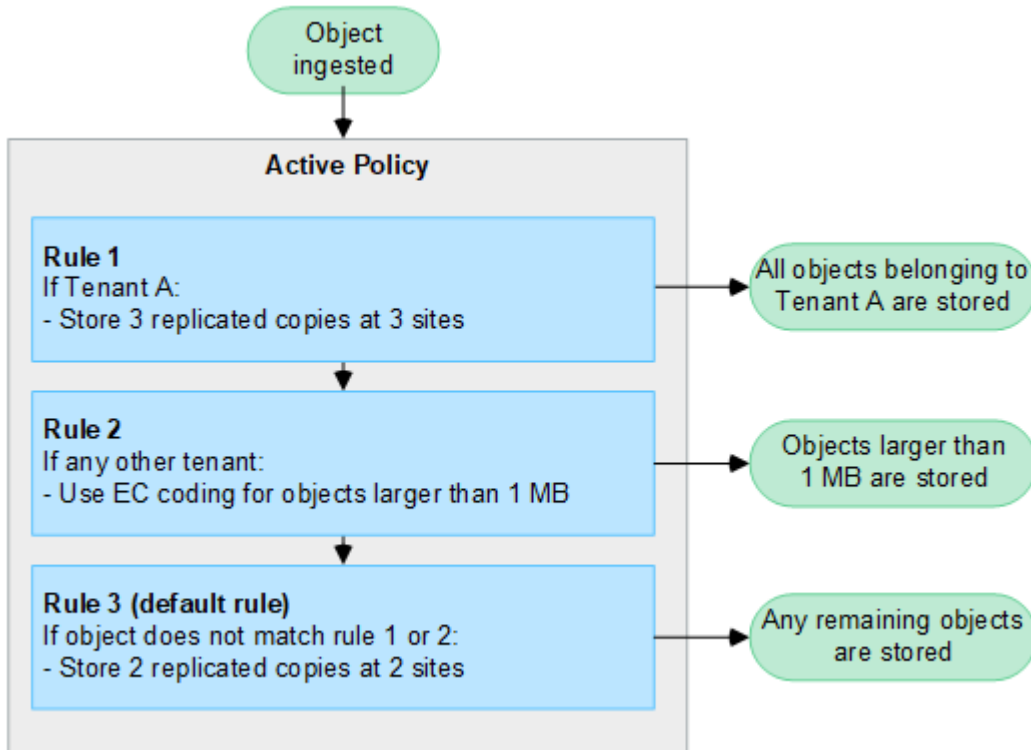 Object
ingested
Active Policy
Rule 1
If Tenant A:
- Store 3 replicated copies at 3 sites
All objects belonging to
Tenant A are stored
Rule 2
If any other tenant:
- Use EC coding for objects larger than 1 MB
Objects larger than
1 MB are stored
Rule 3 (default rule)
If object does not match rule 1 or 2:
- Store 2 replicated copies at 2 sites
Any remaining objects
are stored